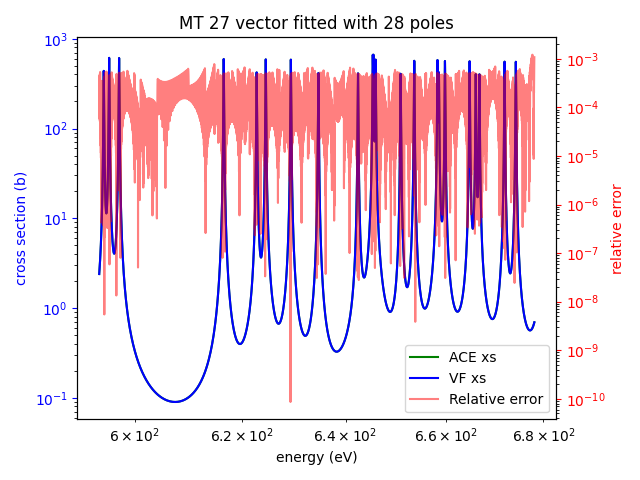 MT 27 vector fitted with 28 poles
cross section (b)
10³
10²
10¹
10⁰
10⁻¹
10⁻³
10⁻⁴
10⁻⁵
10⁻⁶
10⁻⁷
10⁻⁸
10⁻⁹
10⁻¹⁰
relative error
ACE xs
VF xs
Relative error
6 × 10² 6.2 × 10² 6.4 × 10² 6.6 × 10² 6.8 × 10²
energy (eV)